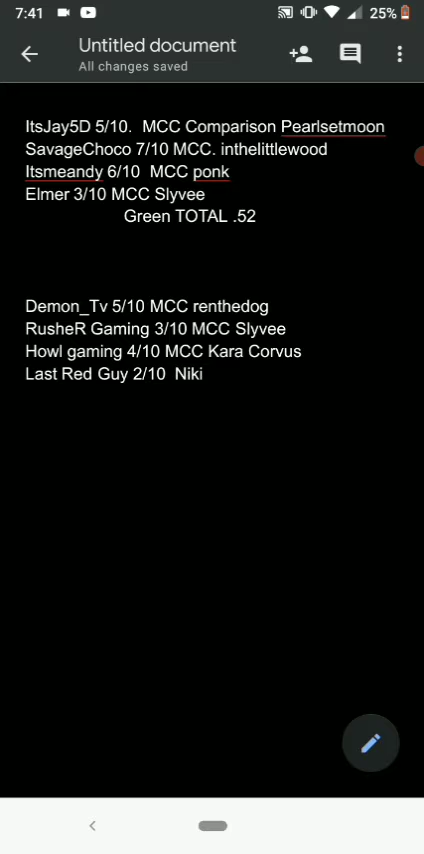 7:41 25%
Untitled document
All changes saved
ItsJay5D 5/10. MCC Comparison Pearlsetmoon
SavageChoco 7/10 MCC. inthelittlewood
Itsmeandy 6/10 MCC ponk
Elmer 3/10 MCC Slyvee
Green TOTAL .52
Demon_Tv 5/10 MCC renthedog
RusheR Gaming 3/10 MCC Slyvee
Howl gaming 4/10 MCC Kara Corvus
Last Red Guy 2/10 Niki